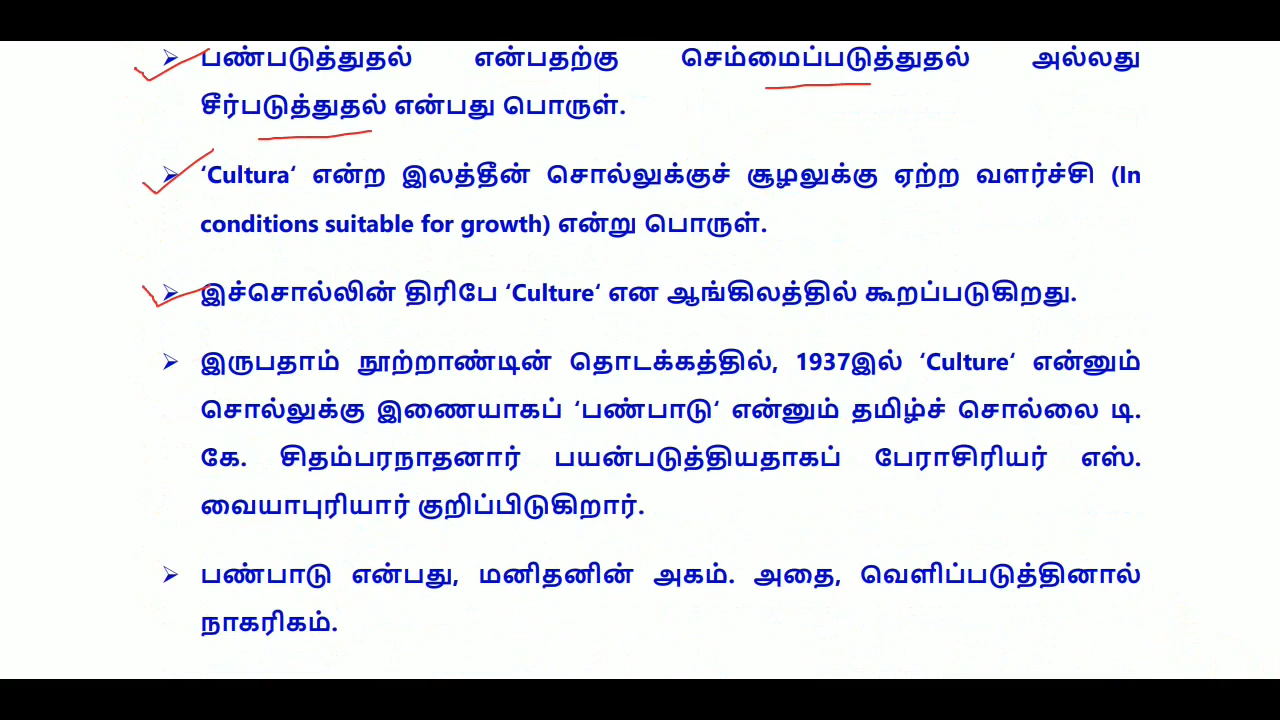 பண்படுத்துதல் என்பதற்கு செம்மைப்படுத்துதல் அல்லது
சீர்படுத்துதல் என்பது பொருள்.
‘Cultura‘ என்ற இலத்தீன் சொல்லுக்குச் சூழலுக்கு ஏற்ற வளர்ச்சி (In
conditions suitable for growth) என்று பொருள்.
இச்சொல்லின் திரிபே ‘Culture‘ என ஆங்கிலத்தில் கூறப்படுகிறது.
இருபதாம் நூற்றாண்டின் தொடக்கத்தில், 1937இல் ‘Culture‘ என்னும்
சொல்லுக்கு இணையாகப் ‘பண்பாடு‘ என்னும் தமிழ்ச் சொல்லை டி.
கே. சிதம்பரநாதனார் பயன்படுத்தியதாகப் பேராசிரியர் எஸ்.
வையாபுரியார் குறிப்பிடுகிறார்.
பண்பாடு என்பது, மனிதனின் அகம். அதை, வெளிப்படுத்தினால்
நாகரிகம்.